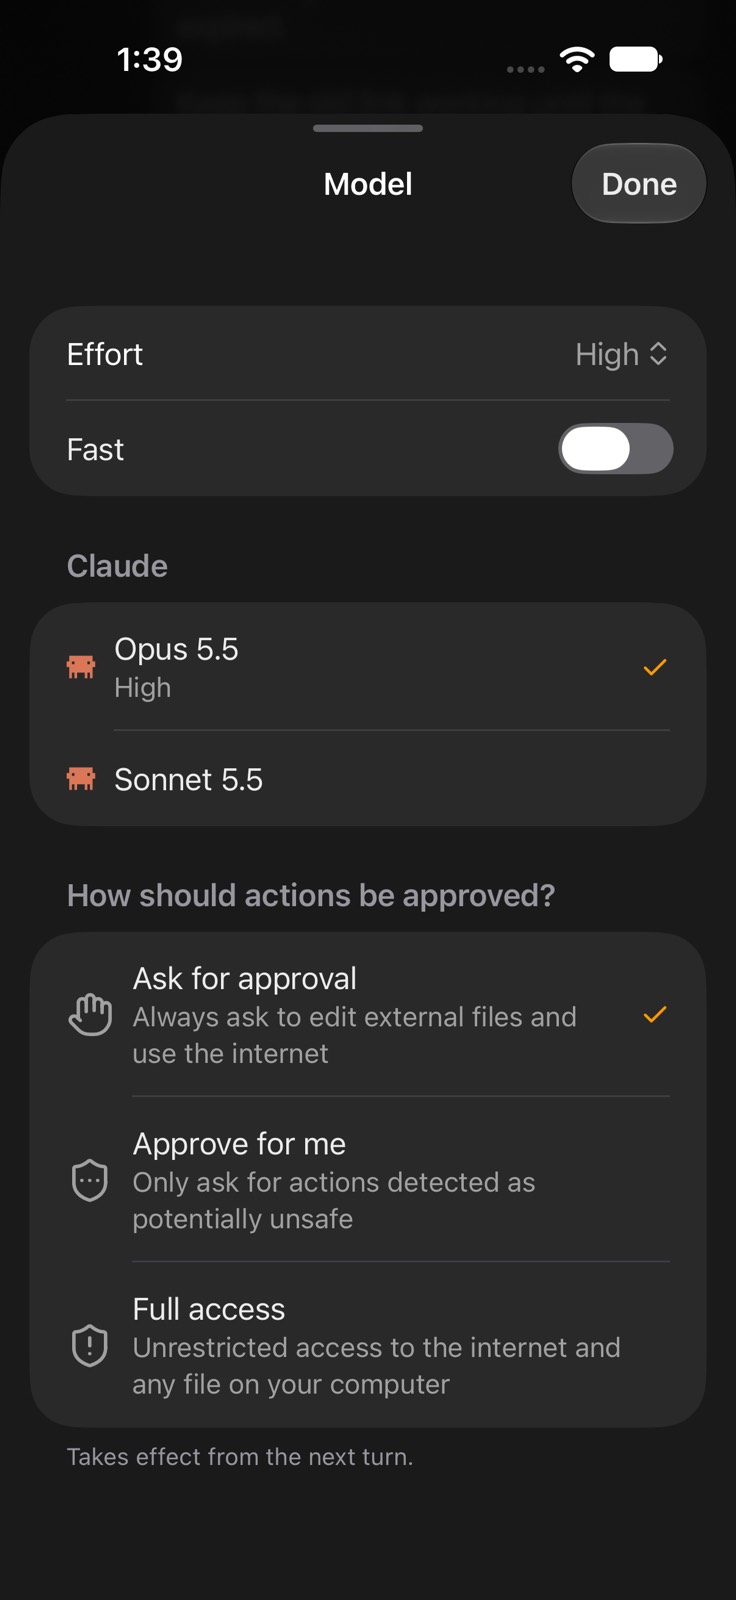 1:39
Model
Done
Effort
High
Fast
Claude
Opus 5.5
High
Sonnet 5.5
How should actions be approved?
Ask for approval
Always ask to edit external files and
use the internet
Approve for me
Only ask for actions detected as
potentially unsafe
Full access
Unrestricted access to the internet and
any file on your computer
Takes effect from the next turn.